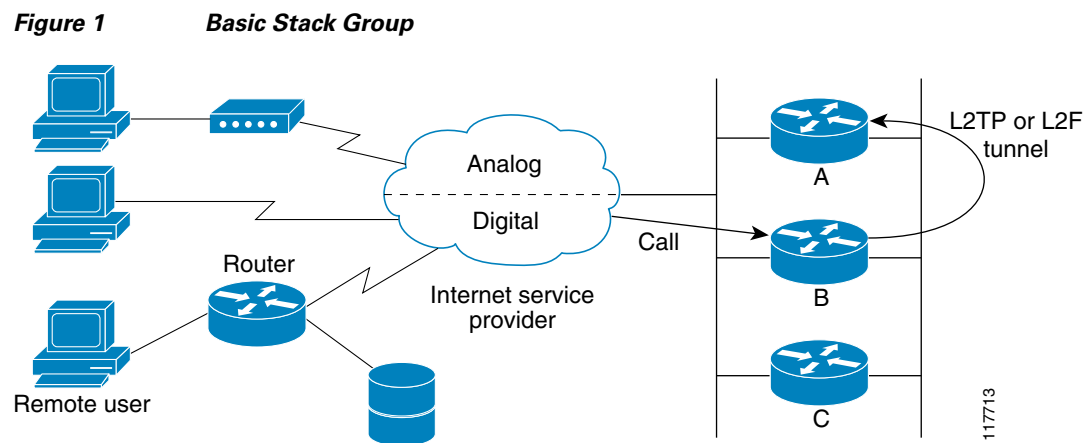 Figure 1 Basic Stack Group
Analog
Digital
Call
L2TP or L2F
tunnel
A
B
C
Router
Internet service
provider
Remote user
117713